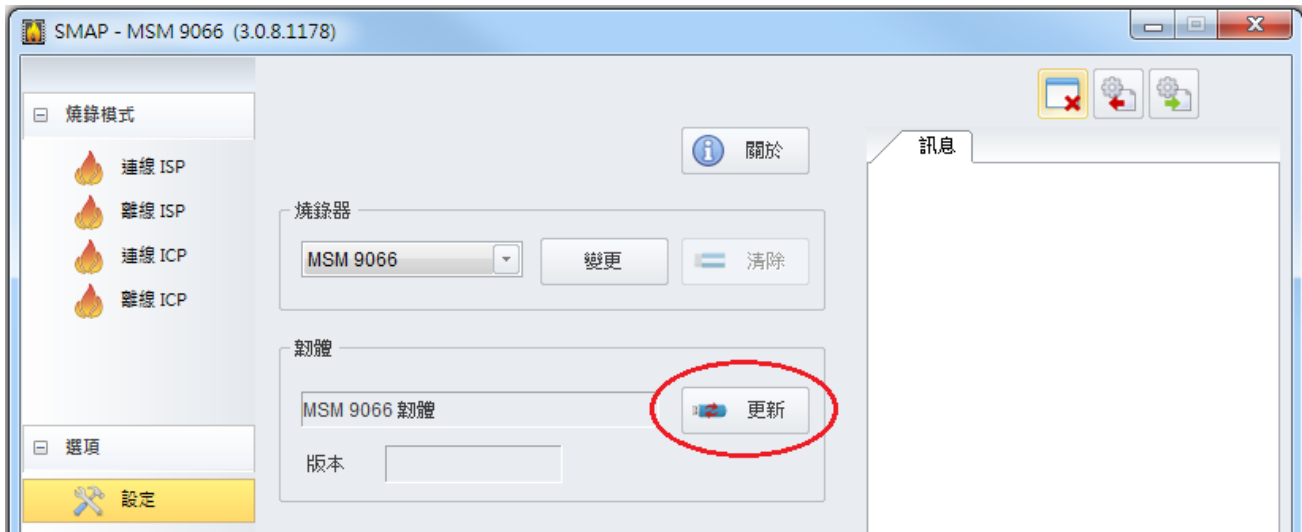 SMAP - MSM 9066 (3.0.8.1178)
燒錄模式
連線 ISP
離線 ISP
連線 ICP
離線 ICP
選項
設定
關於
燒錄器
MSM 9066
變更
清除
韌體
MSM 9066 韌體
更新
版本
訊息